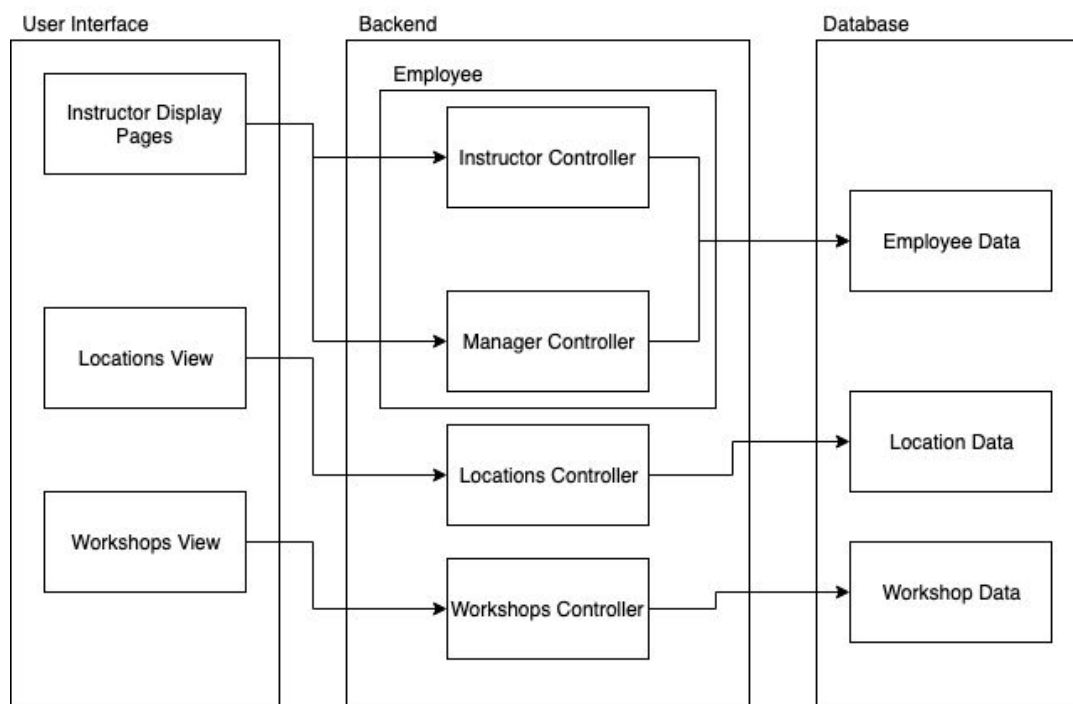 User Interface
Backend
Database
Employee
Instructor Display
Pages
Instructor Controller
Employee Data
Manager Controller
Locations View
Location Data
Locations Controller
Workshops View
Workshops Controller
Workshop Data